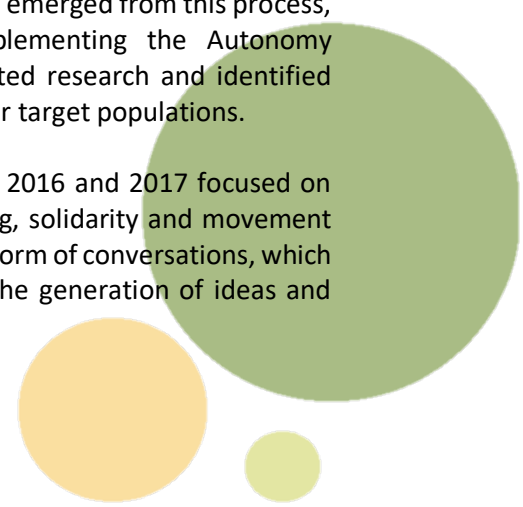 emerged from this process,
plementing the Autonomy
ted research and identified
r target populations.
2016 and 2017 focused on
g, solidarity and movement
orm of conversations, which
he generation of ideas and